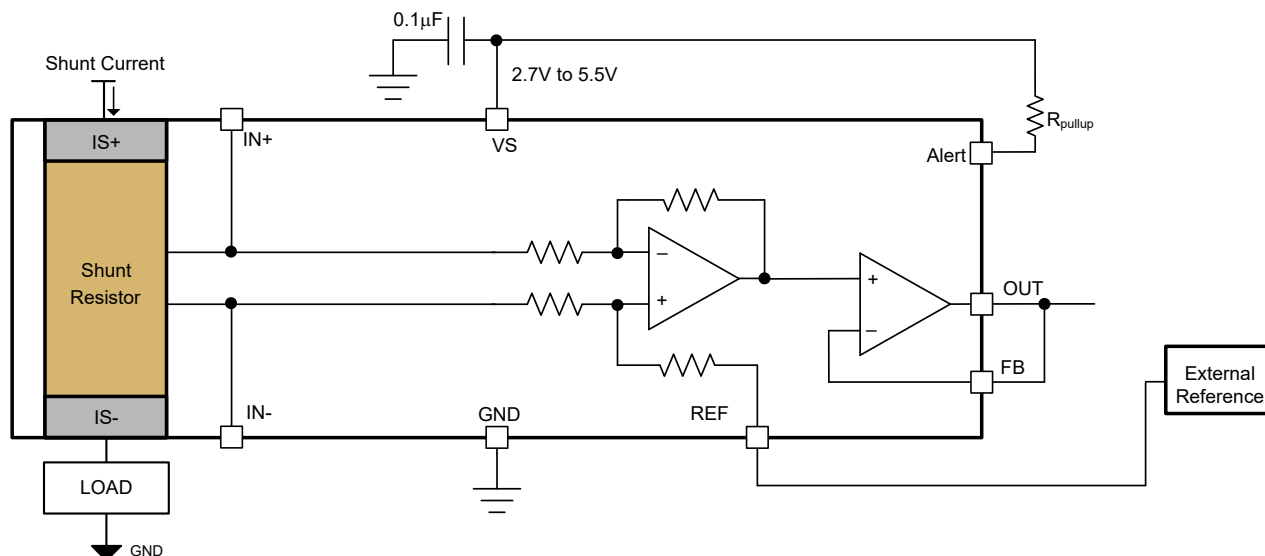 0.1μF
Shunt Current
2.7V to 5.5V
IS+
IN+
VS
Rpullup
Alert
Shunt
Resistor
−
+
+
−
OUT
FB
External
Reference
IS-
IN-
GND
REF
LOAD
GND